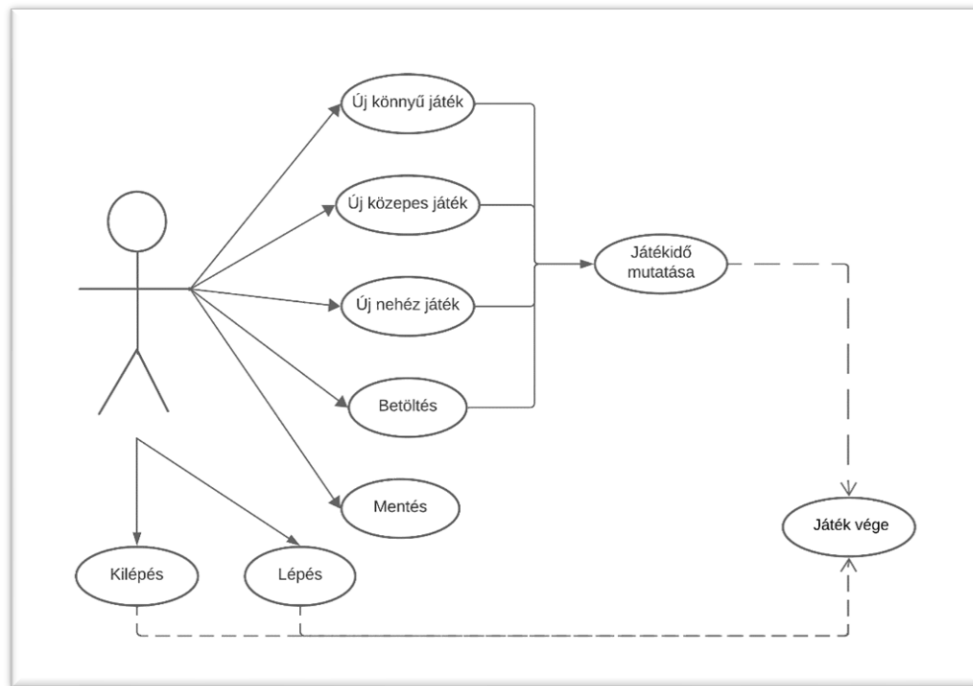 Új könnyű játék
Új közepes játék
Játékidő
mutatása
Új nehéz játék
Betöltés
Mentés
Játék vége
Kilépés
Lépés